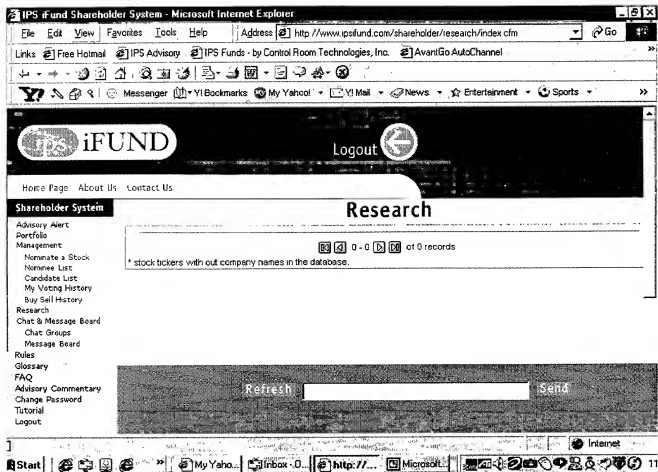 IPS iFund Shareholder System - Microsoft Internet Explorer
File Edit View Favorites Tools Help Address http //www.ipsifund.com/shareholder/research/index cfm Go
Links Free Hotmail IPS Advisory IPS Funds - by Control Room Technologies, Inc. AvantGo AutoChannel »
Y! Messenger Y! Bookmarks My Yahoo! Y! Mail News Entertainment Sports »
ips iFUND
Logout
Home Page About Us Contact Us
Shareholder System
Research
Advisory Alert
Portfolio
Management
Nominate a Stock
Nominee List
Candidate List
My Voting History
Buy Sell History
Research
Chat & Message Board
Chat Groups
Message Board
Rules
Glossary
FAQ
Advisory Commentary
Change Password
Tutorial
Logout
0 - 0 of 0 records
* stock tickers with out company names in the database.
Refresh Send
Internet
Start » My Yaho... Inbox - O... http://... Microsoft... 11